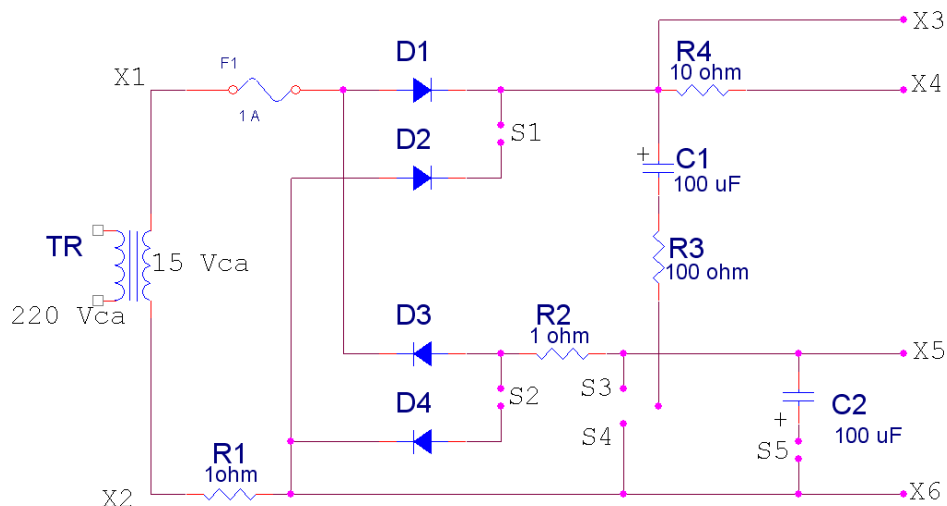 X3
D1
R4
10 ohm
X4
X1
F1
1 A
S1
D2
+
C1
100 uF
TR
15 Vca
220 Vca
R3
100 ohm
D3
R2
1 ohm
X5
S2
S3
D4
S4
C2
+
100 uF
S5
R1
1ohm
X2
X6